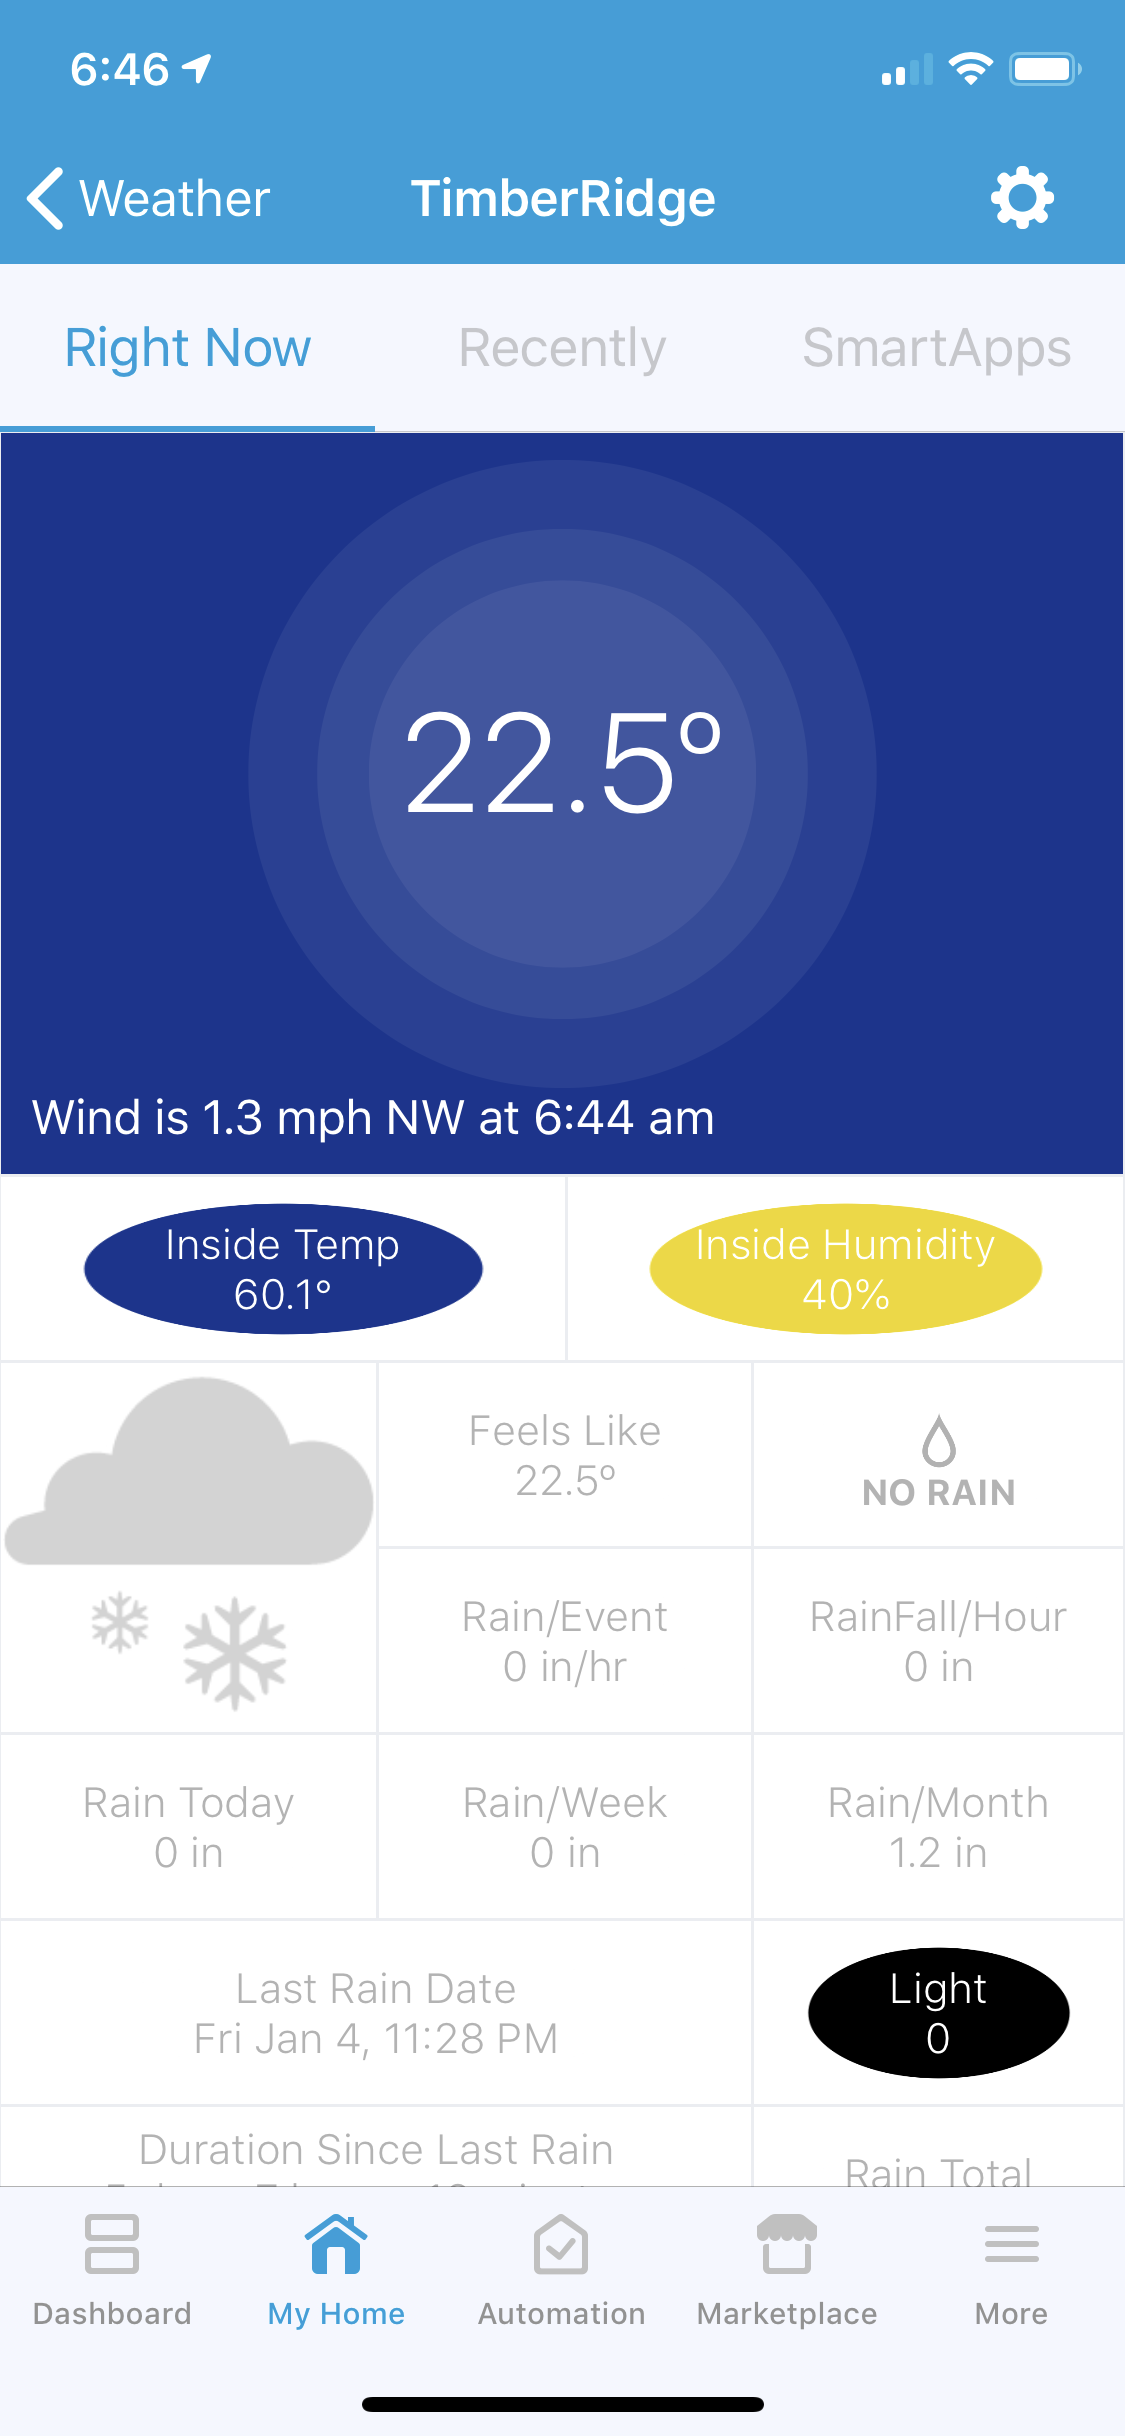 6:46
Weather
TimberRidge
Right Now
Recently
SmartApps
22.5°
Wind is 1.3 mph NW at 6:44 am
Inside Temp
60.1°
Inside Humidity
40%
Feels Like
22.5°
NO RAIN
Rain/Event
0 in/hr
RainFall/Hour
0 in
Rain Today
0 in
Rain/Week
0 in
Rain/Month
1.2 in
Last Rain Date
Fri Jan 4, 11:28 PM
Light
0
Duration Since Last Rain
Rain Total
Dashboard
My Home
Automation
Marketplace
More